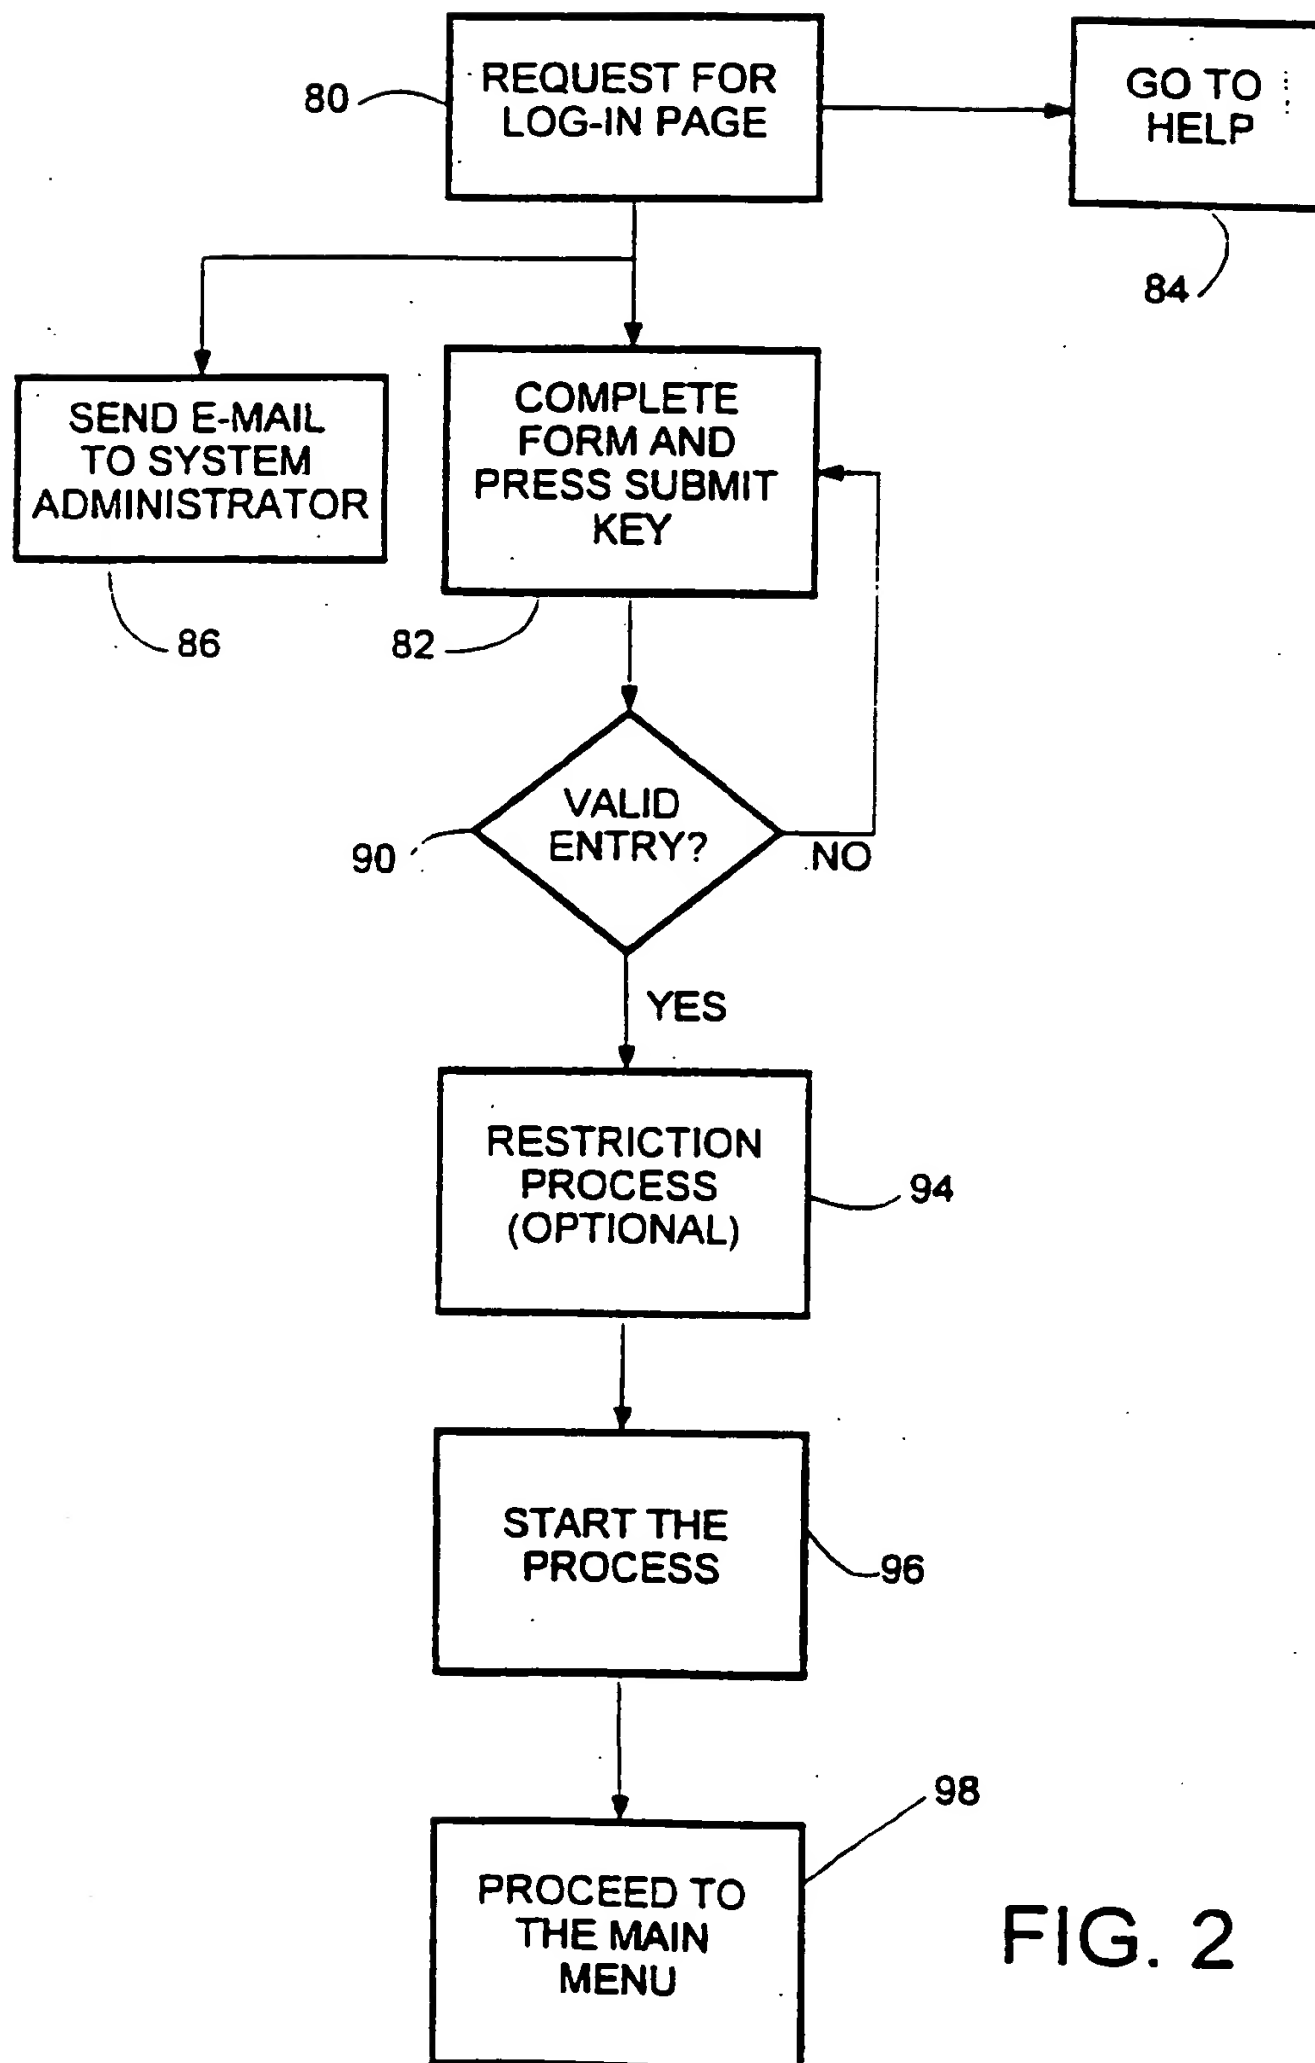 80
REQUEST FOR
LOG-IN PAGE
GO TO
HELP
84
SEND E-MAIL
TO SYSTEM
ADMINISTRATOR
86
COMPLETE
FORM AND
PRESS SUBMIT
KEY
82
VALID
ENTRY?
90
NO
YES
RESTRICTION
PROCESS
(OPTIONAL)
94
START THE
PROCESS
96
98
PROCEED TO
THE MAIN
MENU
FIG. 2